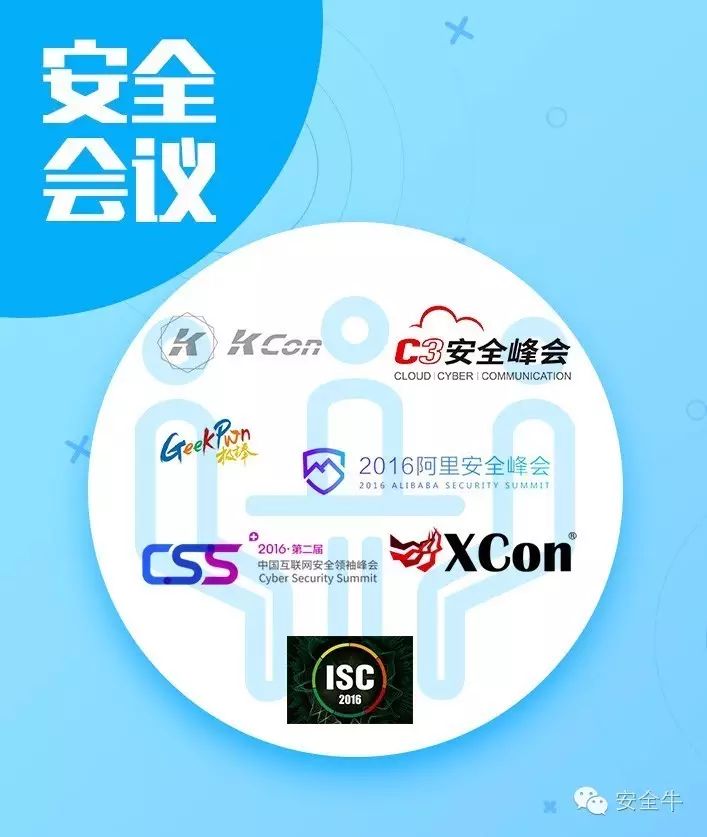 安全
会议
K
KCon
C3安全峰会
CLOUD | CYBER | COMMUNICATION
GeekPwn
极棒
2016阿里安全峰会
2016 ALIBABA SECURITY SUMMIT
CSS
2016·第二届
中国互联网安全领袖峰会
Cyber Security Summit
XCon®
ISC
2016
安全牛